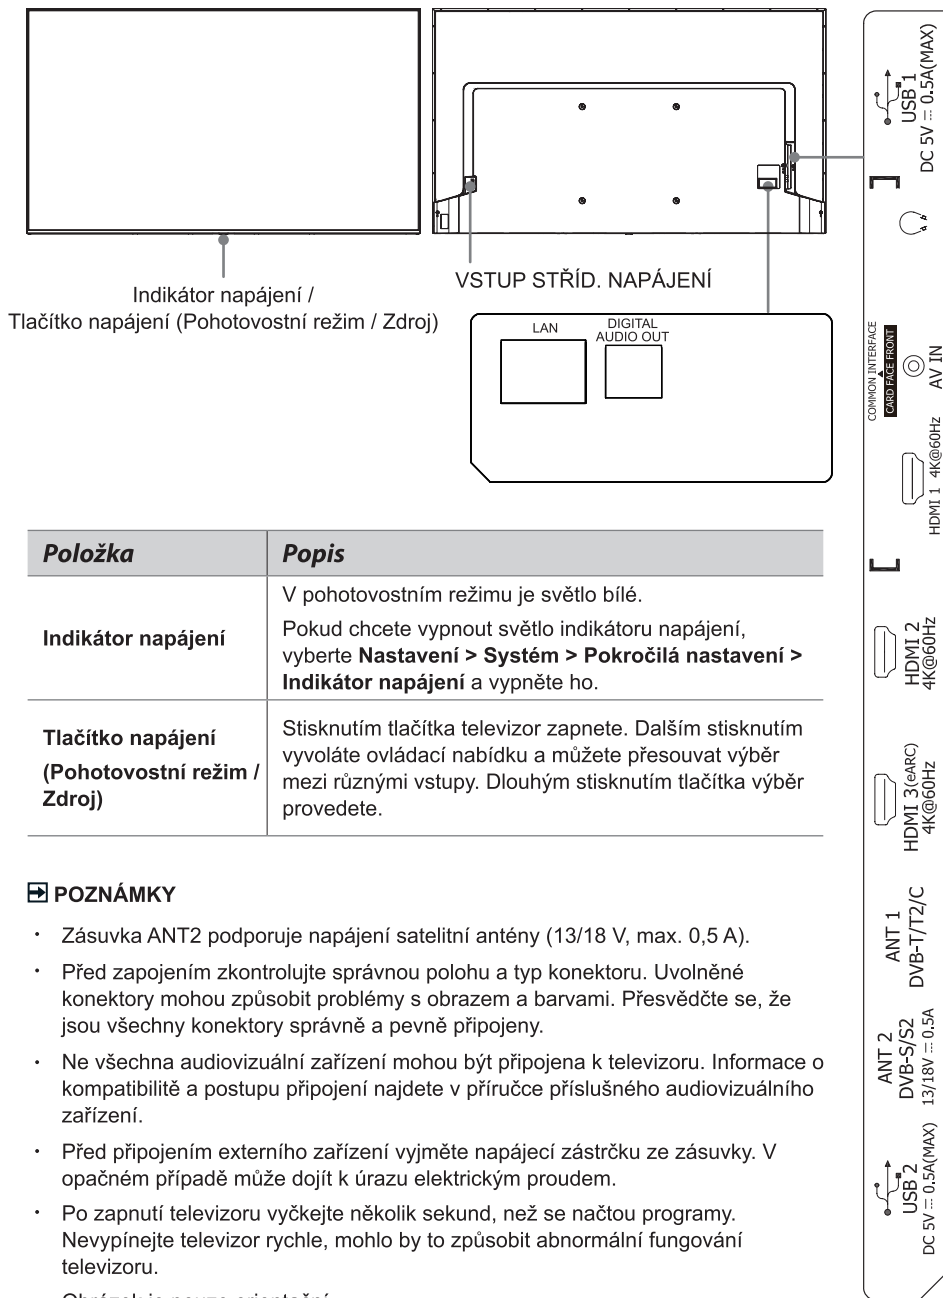 Indikátor napájení /
Tlačítko napájení (Pohotovostní režim / Zdroj)
VSTUP STŘÍD. NAPÁJENÍ
LAN
DIGITAL
AUDIO OUT
USB 1
DC 5V ⎓ 0.5A(MAX)
COMMON INTERFACE
CARD FACE FRONT
AV IN
HDMI 1 4K@60Hz
HDMI 2
4K@60Hz
HDMI 3(eARC)
4K@60Hz
ANT 1
DVB-T/T2/C
ANT 2
DVB-S/S2
13/18V ⎓ 0.5A
USB 2
DC 5V ⎓ 0.5A(MAX)
Položka
Popis
Indikátor napájení
V pohotovostním režimu je světlo bílé.
Pokud chcete vypnout světlo indikátoru napájení,
vyberte Nastavení > Systém > Pokročilá nastavení >
Indikátor napájení a vypněte ho.
Tlačítko napájení
(Pohotovostní režim /
Zdroj)
Stisknutím tlačítka televizor zapnete. Dalším stisknutím
vyvoláte ovládací nabídku a můžete přesouvat výběr
mezi různými vstupy. Dlouhým stisknutím tlačítka výběr
provedete.
POZNÁMKY
• Zásuvka ANT2 podporuje napájení satelitní antény (13/18 V, max. 0,5 A).
• Před zapojením zkontrolujte správnou polohu a typ konektoru. Uvolněné
konektory mohou způsobit problémy s obrazem a barvami. Přesvědčte se, že
jsou všechny konektory správně a pevně připojeny.
• Ne všechna audiovizuální zařízení mohou být připojena k televizoru. Informace o
kompatibilitě a postupu připojení najdete v příručce příslušného audiovizuálního
zařízení.
• Před připojením externího zařízení vyjměte napájecí zástrčku ze zásuvky. V
opačném případě může dojít k úrazu elektrickým proudem.
• Po zapnutí televizoru vyčkejte několik sekund, než se načtou programy.
Nevypínejte televizor rychle, mohlo by to způsobit abnormální fungování
televizoru.